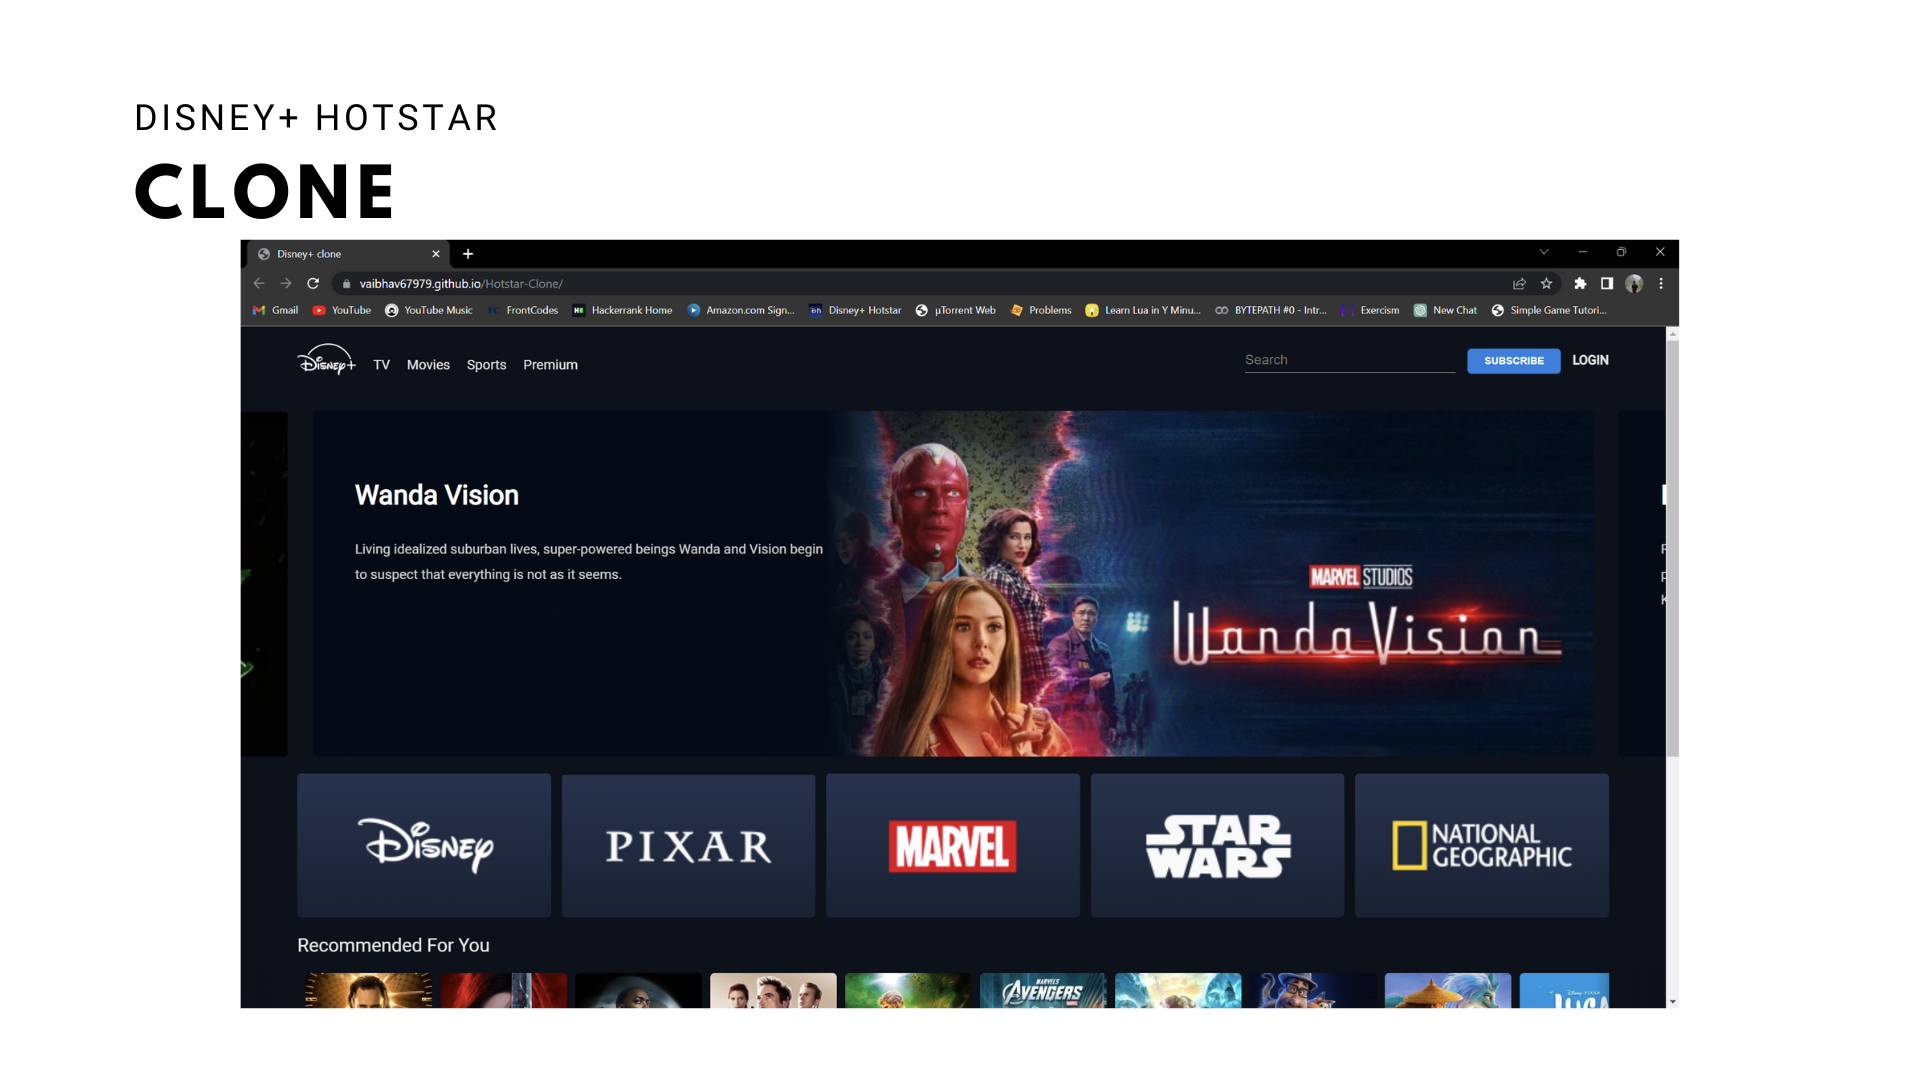 DISNEY+ HOTSTAR
CLONE
Disney+ clone
vaibhav67979.github.io/Hotstar-Clone/
Gmail YouTube YouTube Music FrontCodes Hackerrank Home Amazon.com Sign... Disney+ Hotstar µTorrent Web Problems Learn Lua in Y Minu... BYTEPATH #0 - Intr... Exercism New Chat Simple Game Tutori...
Disney+ TV Movies Sports Premium Search SUBSCRIBE LOGIN
Wanda Vision
Living idealized suburban lives, super-powered beings Wanda and Vision begin
to suspect that everything is not as it seems.
MARVEL STUDIOS
WandaVision
Disney PIXAR MARVEL STAR WARS NATIONAL GEOGRAPHIC
Recommended For You
MARVEL'S
AVENGERS